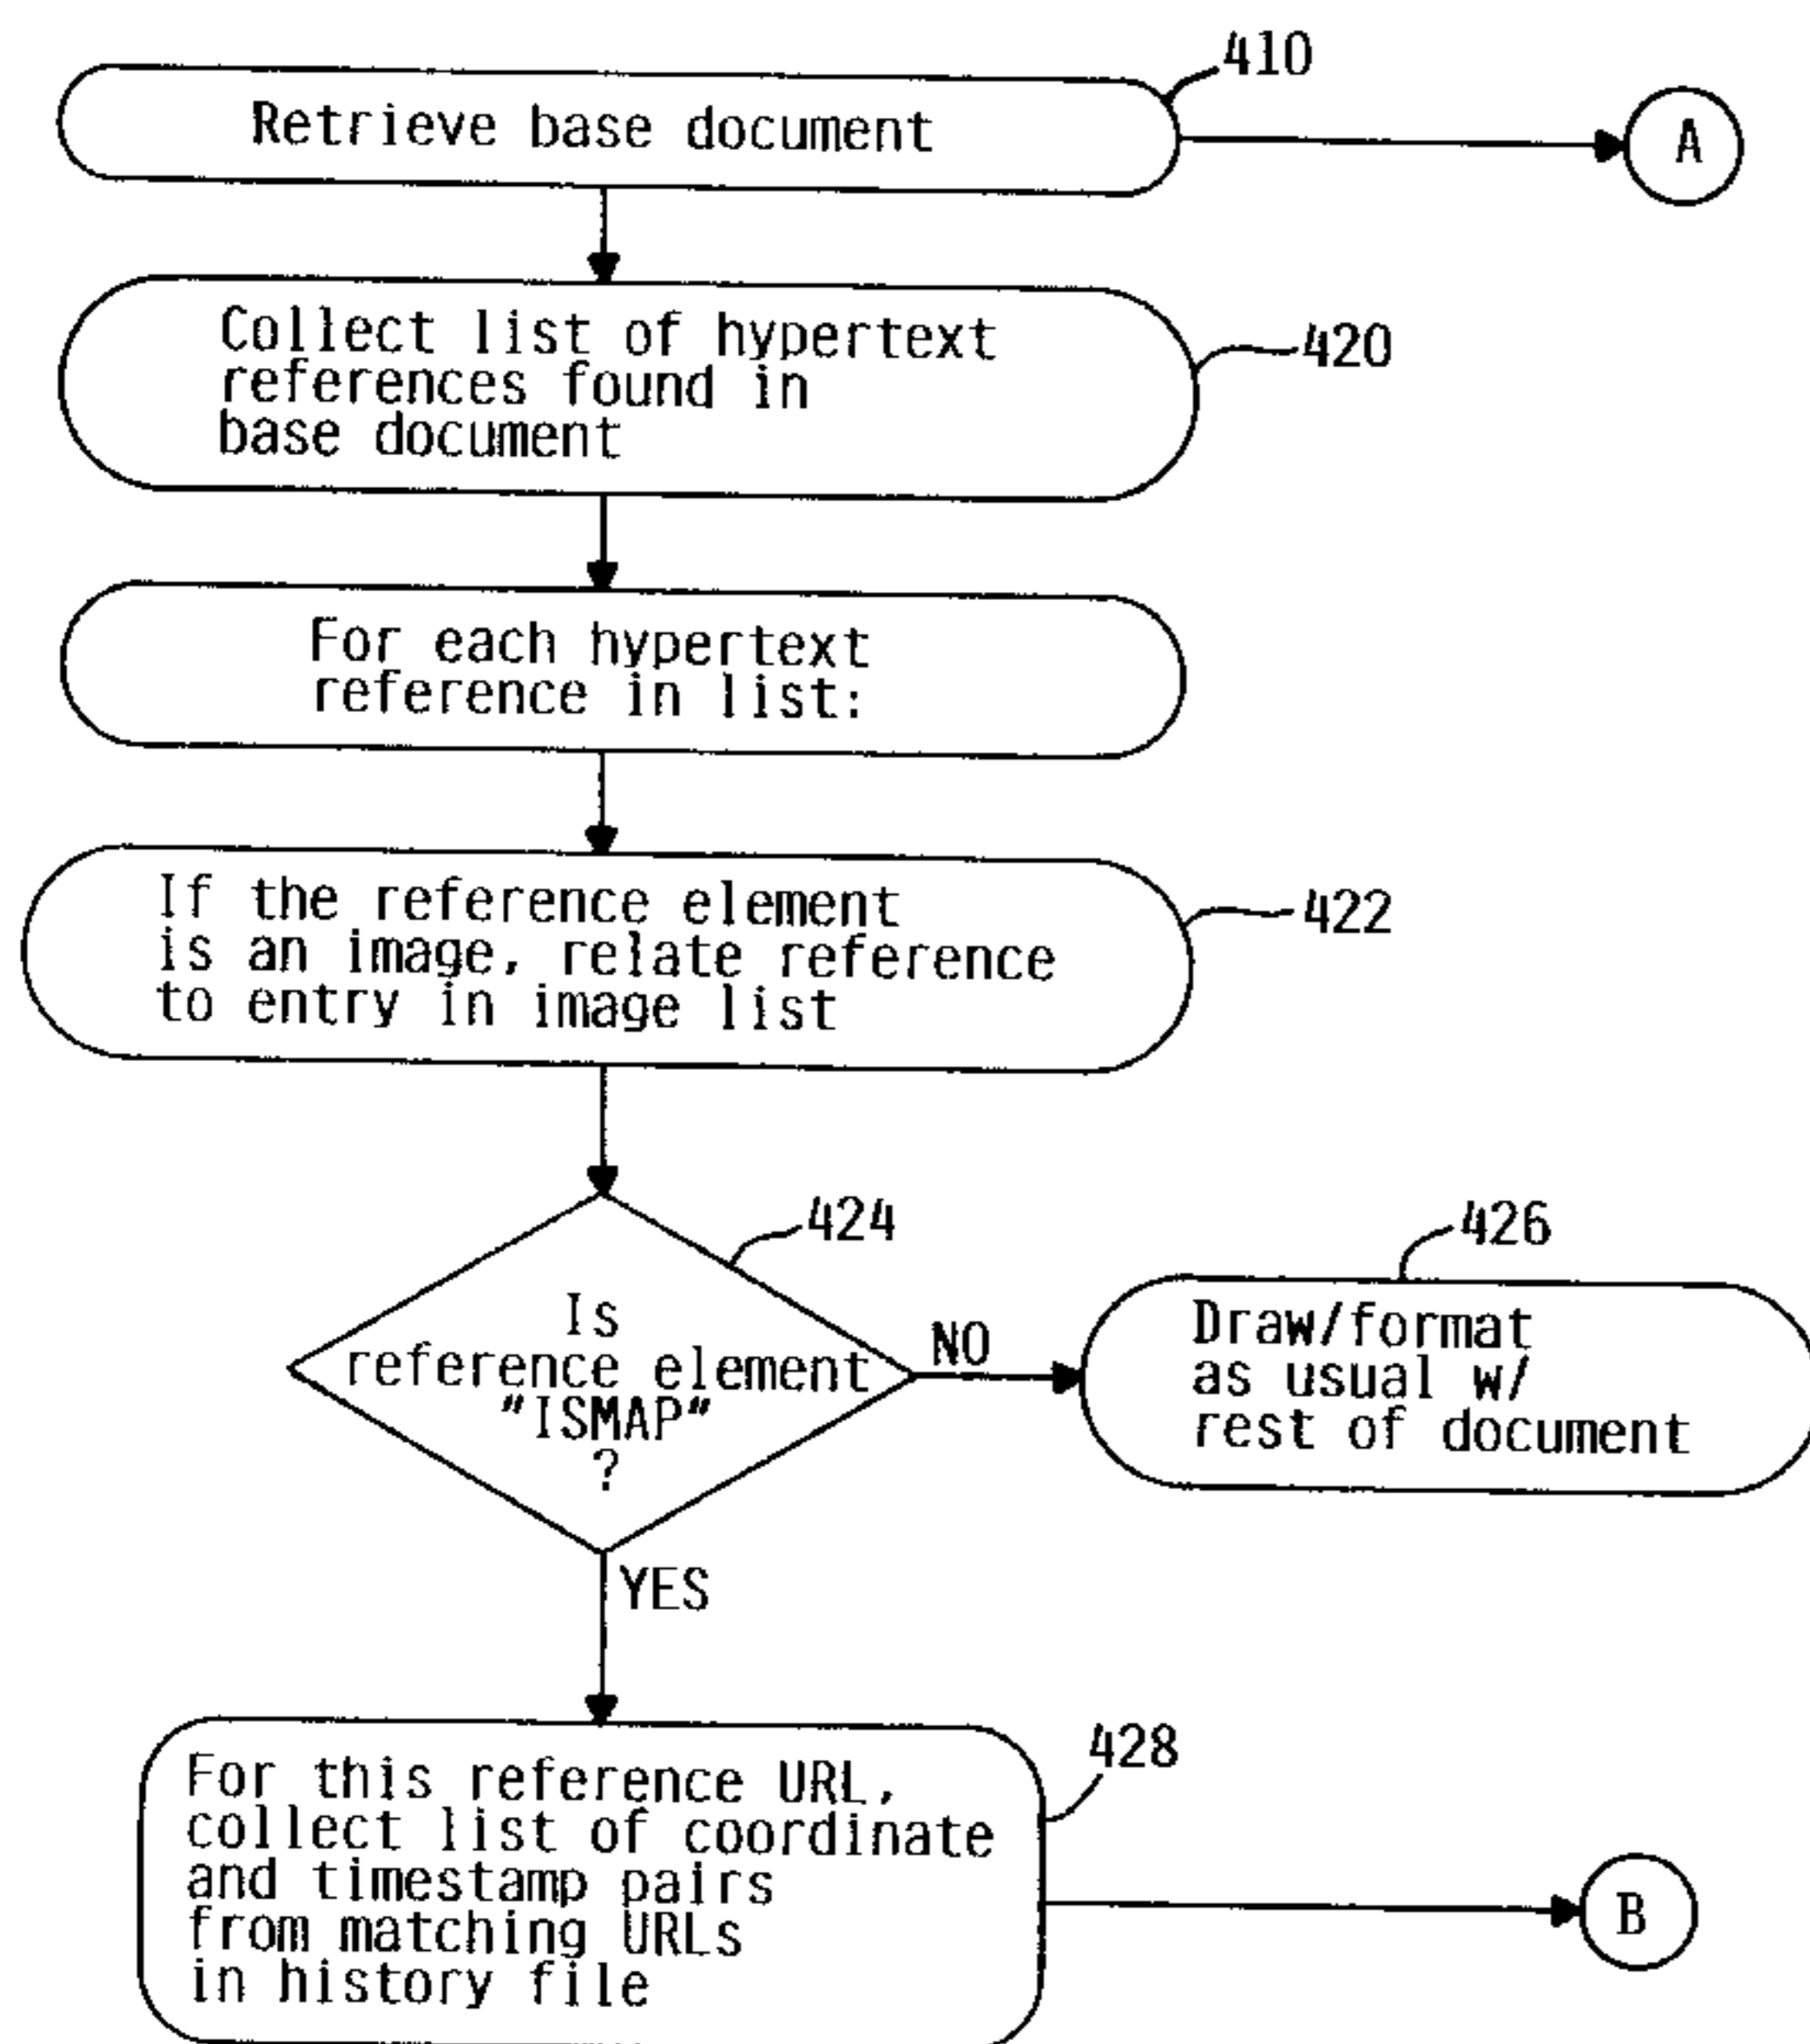 410
Retrieve base document
A
Collect list of hypertext
references found in
base document
420
For each hypertext
reference in list:
If the reference element
is an image, relate reference
to entry in image list
422
424
Is
reference element
"ISMAP"
?
NO
426
Draw/format
as usual w/
rest of document
YES
428
For this reference URL,
collect list of coordinate
and timestamp pairs
from matching URLs
in history file
B